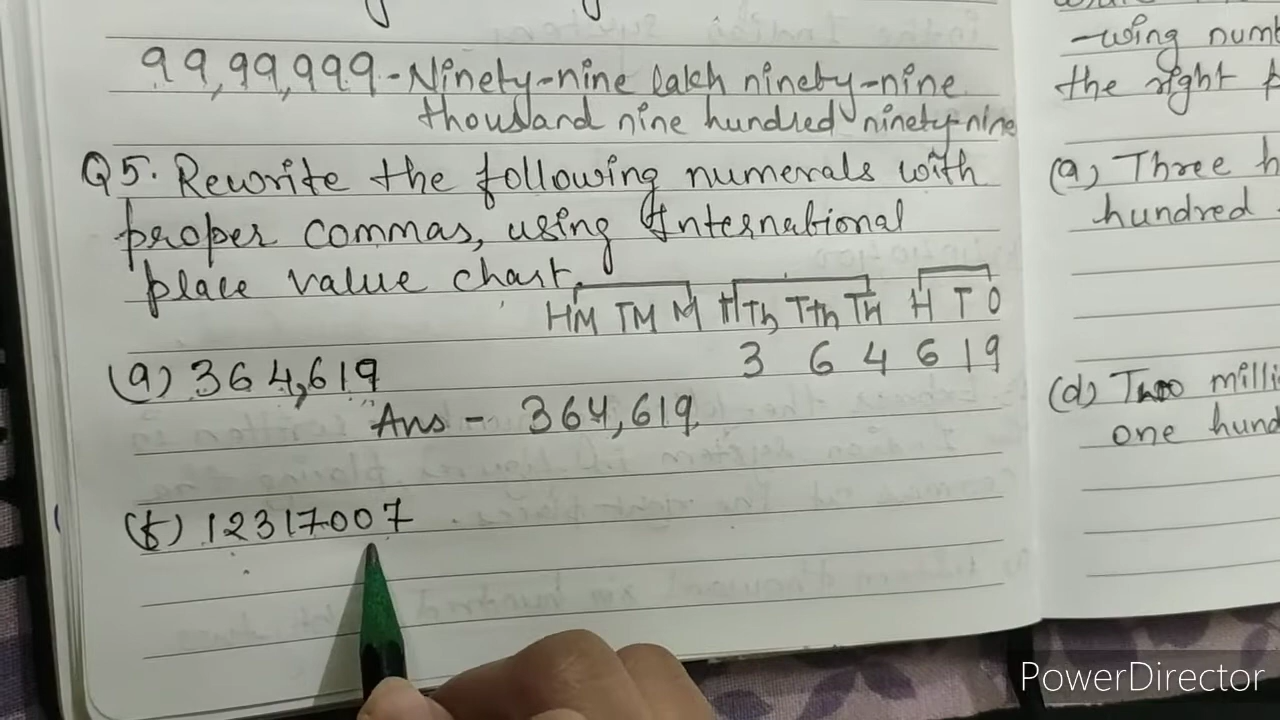 99,99,999 - Ninety-nine lakh ninety-nine
thousand nine hundred ninety-nine
Q5. Rewrite the following numerals with
proper commas, using International
place value chart.
HM TM M HTh Tth TH H T O
(a) 364,619
3 6 4 6 1 9
Ans - 364,619
(f) 12317007
-wing numb
the right
(a) Three h
hundred
(d) Two milli
one hund
PowerDirector